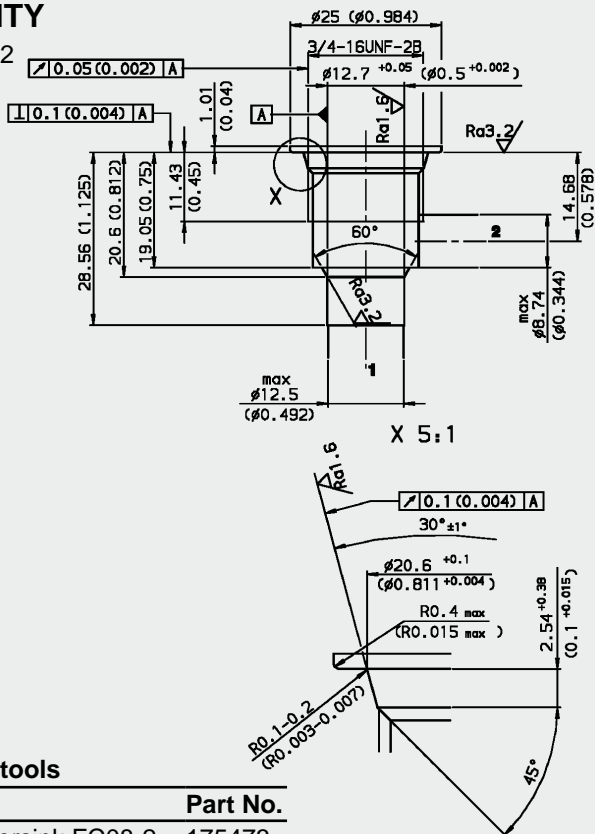 ITY
2
ø25 (ø0.984)
3/4-16UNF-2B
↗ 0.05(0.002) A
ø12.7 +0.05 (ø0.5 +0.002)
⊥ 0.1(0.004) A
1.01
(0.04)
A
Ra1.6
Ra3.2
X
28.56 (1.125)
20.6 (0.812)
19.05(0.75)
11.43
(0.45)
60°
2
14.68
(0.578)
max
ø8.74
(ø0.344)
Ra3.2
1
max
ø12.5
(ø0.492)
X 5:1
Ra1.6
↗ 0.1(0.004) A
30°±1°
ø20.6 +0.1
(ø0.811+0.004)
R0.4 max
(R0.015 max )
2.54+0.38
(0.1 +0.015)
R0.1-0.2
(R0.003-0.007)
45°
tools
Part No.